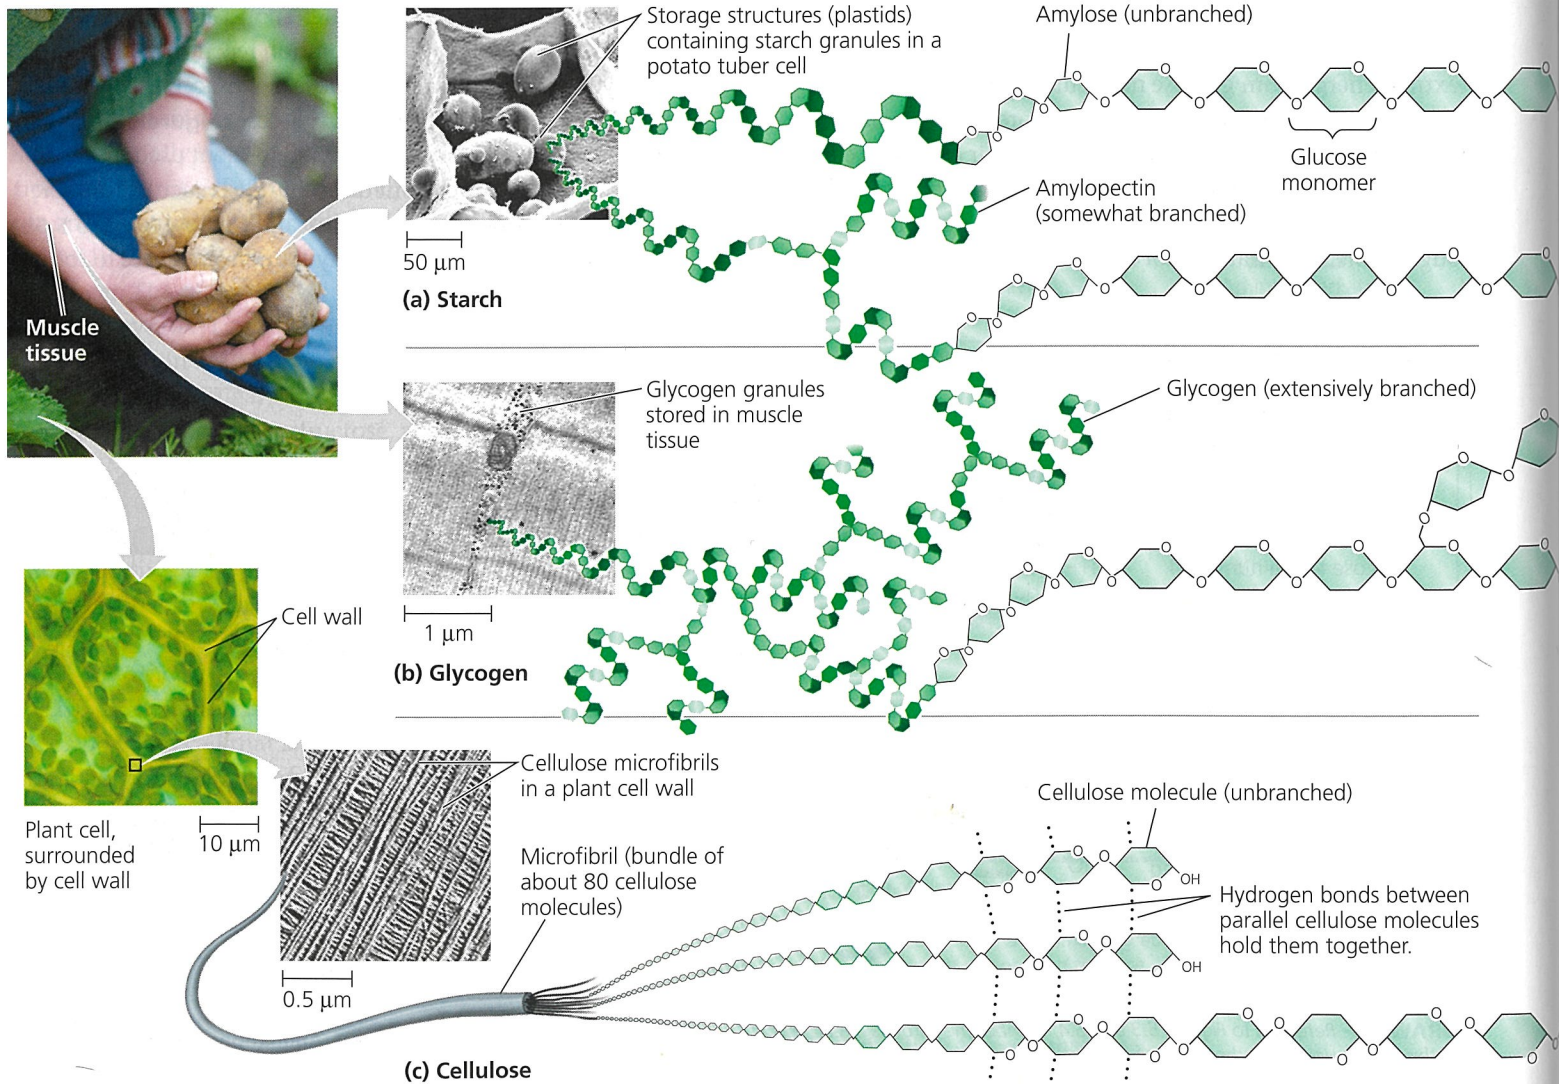 Storage structures (plastids)
containing starch granules in a
potato tuber cell
Amylose (unbranched)
Glucose
monomer
Amylopectin
(somewhat branched)
50 μm
(a) Starch
Muscle
tissue
Glycogen granules
stored in muscle
tissue
Glycogen (extensively branched)
1 μm
(b) Glycogen
Cell wall
Plant cell,
surrounded
by cell wall
10 μm
Cellulose microfibrils
in a plant cell wall
Microfibril (bundle of
about 80 cellulose
molecules)
0.5 μm
Cellulose molecule (unbranched)
Hydrogen bonds between
parallel cellulose molecules
hold them together.
(c) Cellulose
O O O O O O O O
O O O O O O O
O O O O O O O O
O O O O O O O
O O
O O
O O O O O O O O
O O O O O O O O
O O O OH
O O
O O O OH
O O
O O O O O O O
O O O O O O